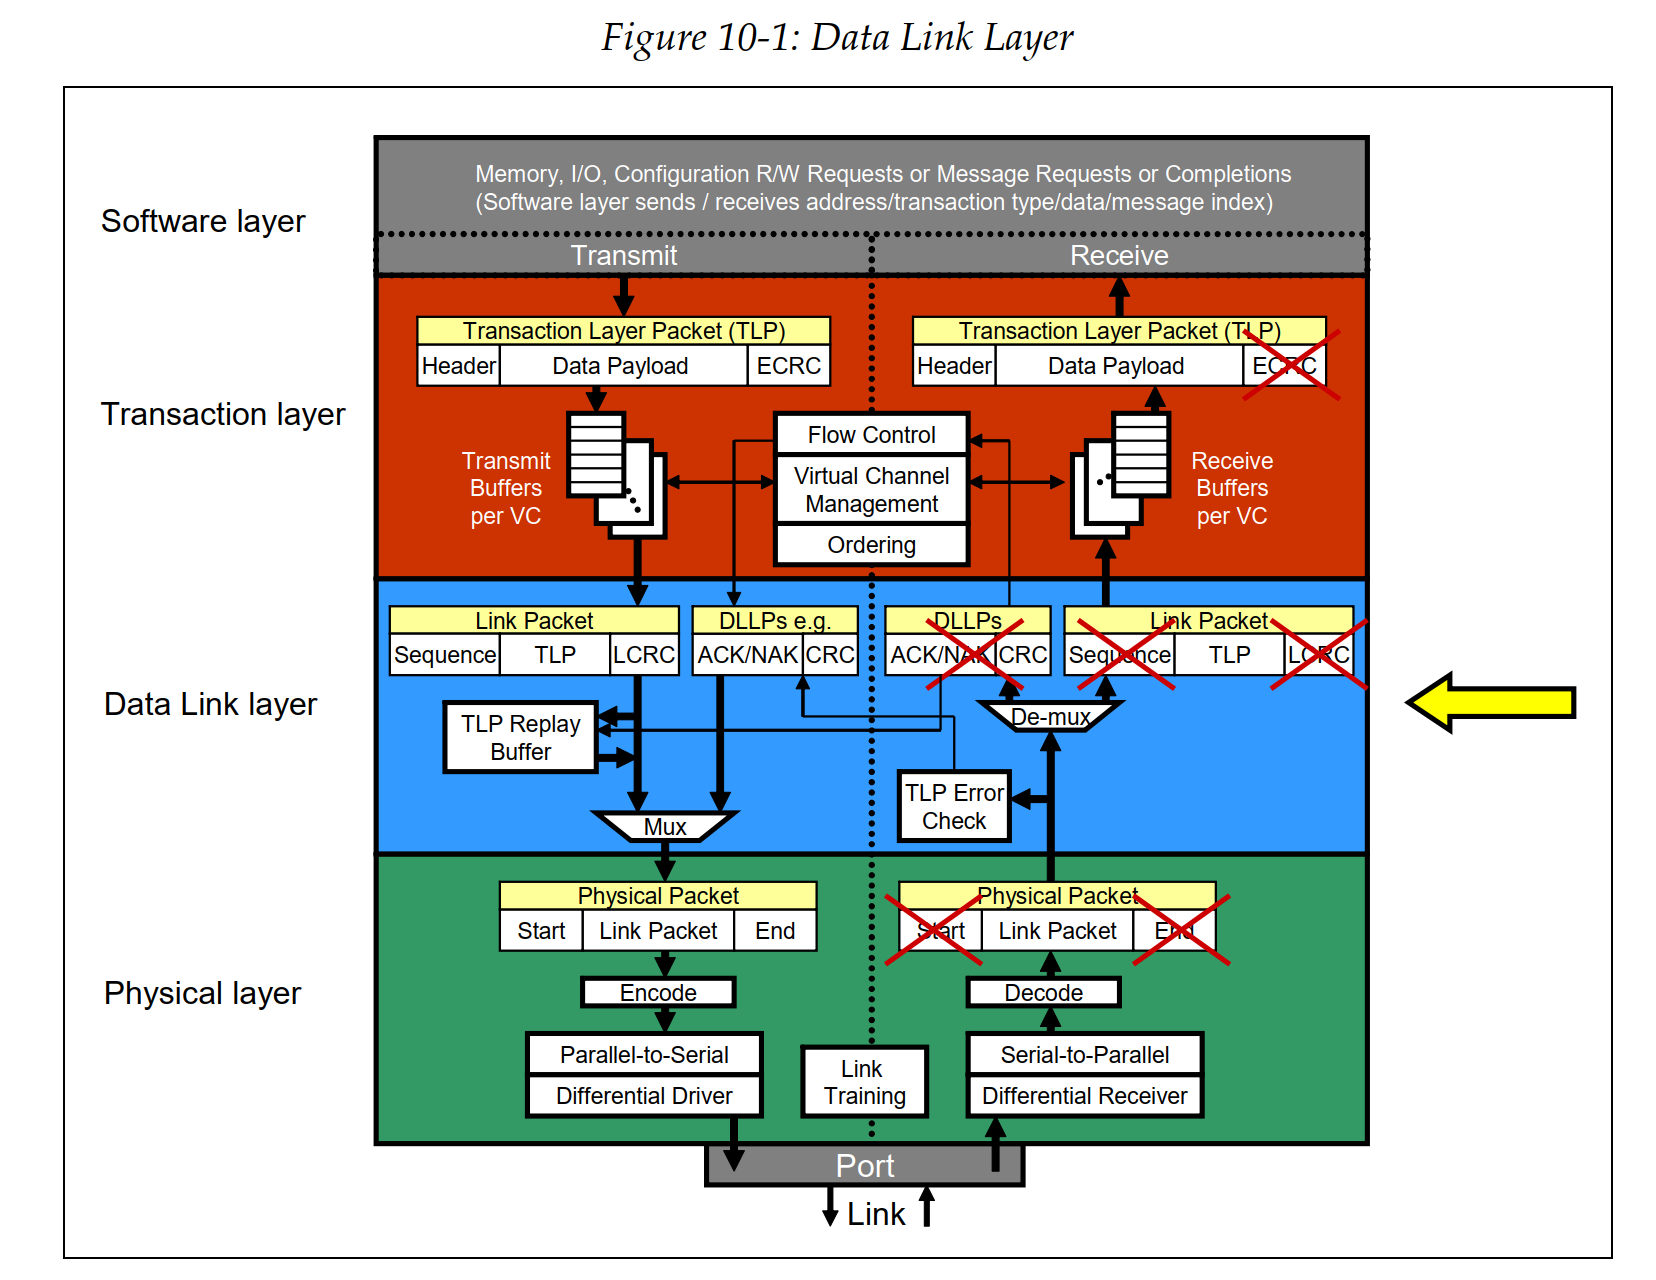 Figure 10-1: Data Link Layer
Memory, I/O, Configuration R/W Requests or Message Requests or Completions
(Software layer sends / receives address/transaction type/data/message index)
Software layer
Transmit
Receive
Transaction Layer Packet (TLP)
Header
Data Payload
ECRC
Transaction Layer Packet (TLP)
Header
Data Payload
ECRC
Transaction layer
Transmit
Buffers
per VC
Flow Control
Virtual Channel
Management
Ordering
Receive
Buffers
per VC
Link Packet
Sequence
TLP
LCRC
DLLPs e.g.
ACK/NAK
CRC
DLLPs
ACK/NAK
CRC
Link Packet
Sequence
TLP
LCRC
Data Link layer
TLP Replay
Buffer
De-mux
TLP Error
Check
Mux
Physical Packet
Start
Link Packet
End
Physical Packet
Start
Link Packet
End
Physical layer
Encode
Decode
Parallel-to-Serial
Differential Driver
Link
Training
Serial-to-Parallel
Differential Receiver
Port
Link